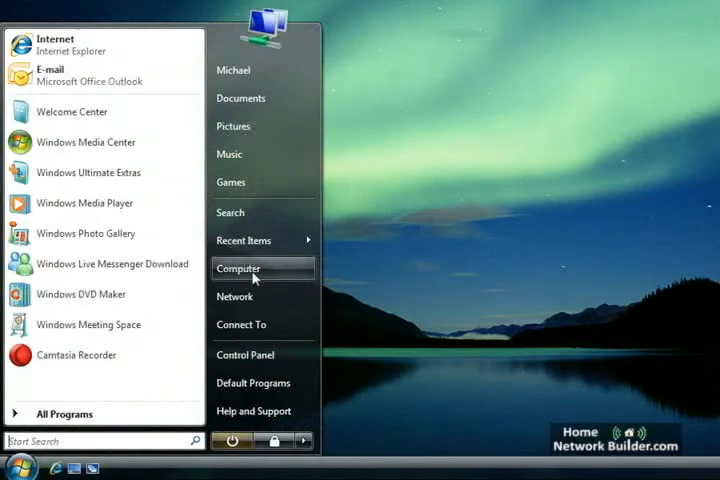 Internet
Internet Explorer
E-mail
Microsoft Office Outlook
Welcome Center
Windows Media Center
Windows Ultimate Extras
Windows Media Player
Windows Photo Gallery
Windows Live Messenger Download
Windows DVD Maker
Windows Meeting Space
Camtasia Recorder
All Programs
Start Search
Michael
Documents
Pictures
Music
Games
Search
Recent Items
Computer
Network
Connect To
Control Panel
Default Programs
Help and Support
Home
Network Builder.com